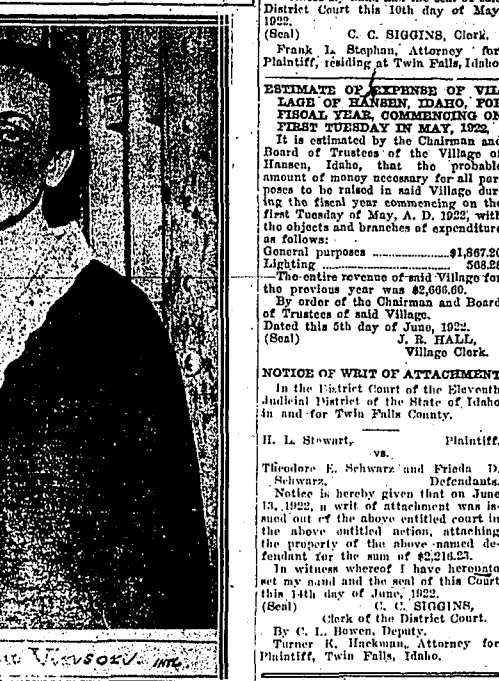 District Court this 10th day of May
1922.
(Seal) C. C. SIGGINS, Clerk.
Frank L. Stephan, Attorney for
Plaintiff, residing at Twin Falls, Idaho
ESTIMATE OF EXPENSE OF VIL
LAGE OF HANSEN, IDAHO, FOR
FISCAL YEAR, COMMENCING ON
FIRST TUESDAY IN MAY, 1922,
It is estimated by the Chairman and
Board of Trustees of the Village of
Hansen, Idaho, that the probable
amount of money necessary for all pur
poses to be raised in said Village dur
ing the fiscal year commencing on the
first Tuesday of May, A. D. 1922, with
the objects and branches of expenditure
as follows:
General purposes ..................$1,867.20
Lighting .............................. 568.28
The entire revenue of said Village for
the previous year was $2,666.60.
By order of the Chairman and Board
of Trustees of said Village.
Dated this 5th day of June, 1922.
(Seal) J. R. HALL,
Village Clerk.
NOTICE OF WRIT OF ATTACHMENT
In the District Court of the Eleventh
Judicial District of the State of Idaho
in and for Twin Falls County.
H. L. Stewart, Plaintiff,
vs.
Theodore E. Schwarz and Frieda D.
Schwarz, Defendants.
Notice is hereby given that on June
13, 1922, a writ of attachment was is-
sued out of the above entitled court in
the above entitled action, attaching
the property of the above named de-
fendant for the sum of $2,216.23.
In witness whereof I have hereunto
set my hand and the seal of this Court
this 14th day of June, 1922.
(Seal) C. C. SIGGINS,
Clerk of the District Court.
By C. L. Bowen, Deputy.
Turner K. Hackman, Attorney for
Plaintiff, Twin Falls, Idaho.
INTL